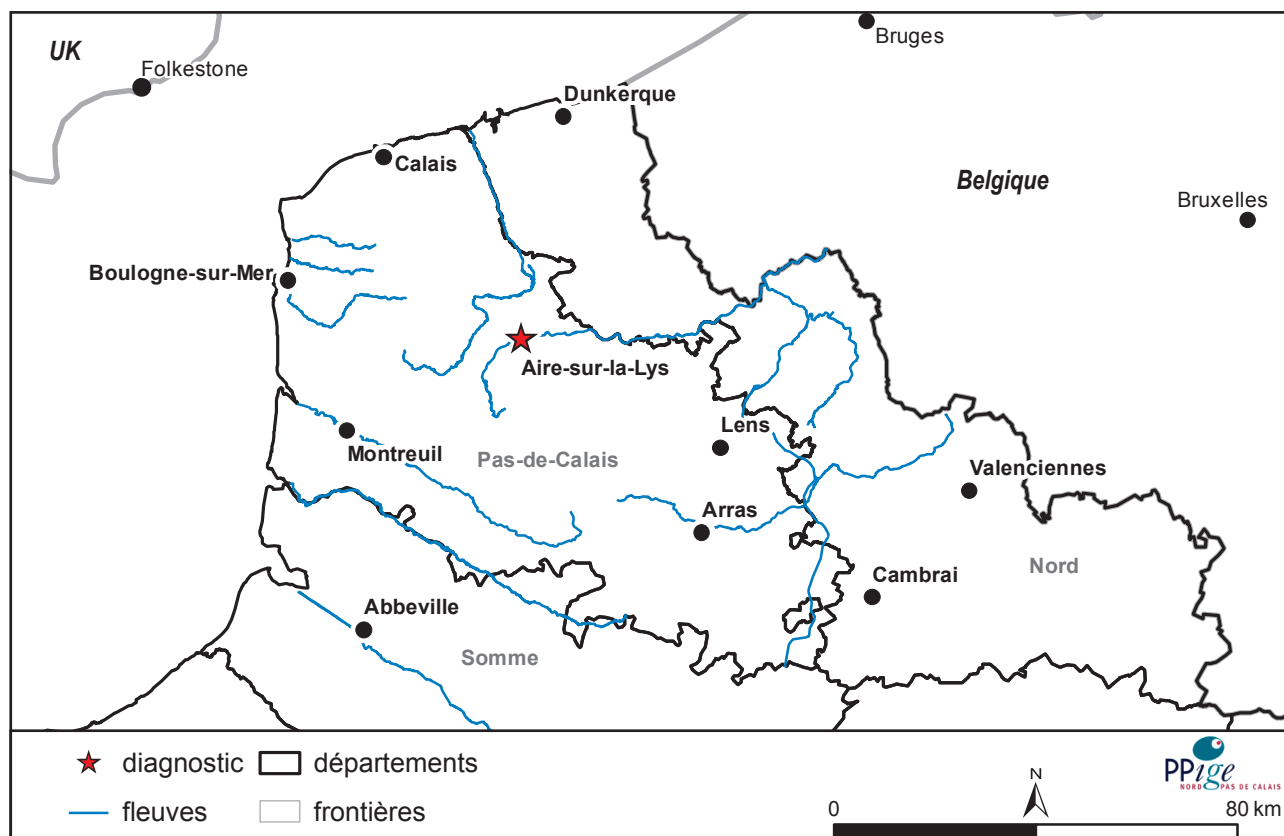 UK
Folkestone
Bruges
Dunkerque
Calais
Belgique
Bruxelles
Boulogne-sur-Mer
Aire-sur-la-Lys
Montreuil
Lens
Pas-de-Calais
Valenciennes
Arras
Nord
Cambrai
Abbeville
Somme
diagnostic
départements
fleuves
frontières
PPige
NORD PAS DE CALAIS
N
0
80 km